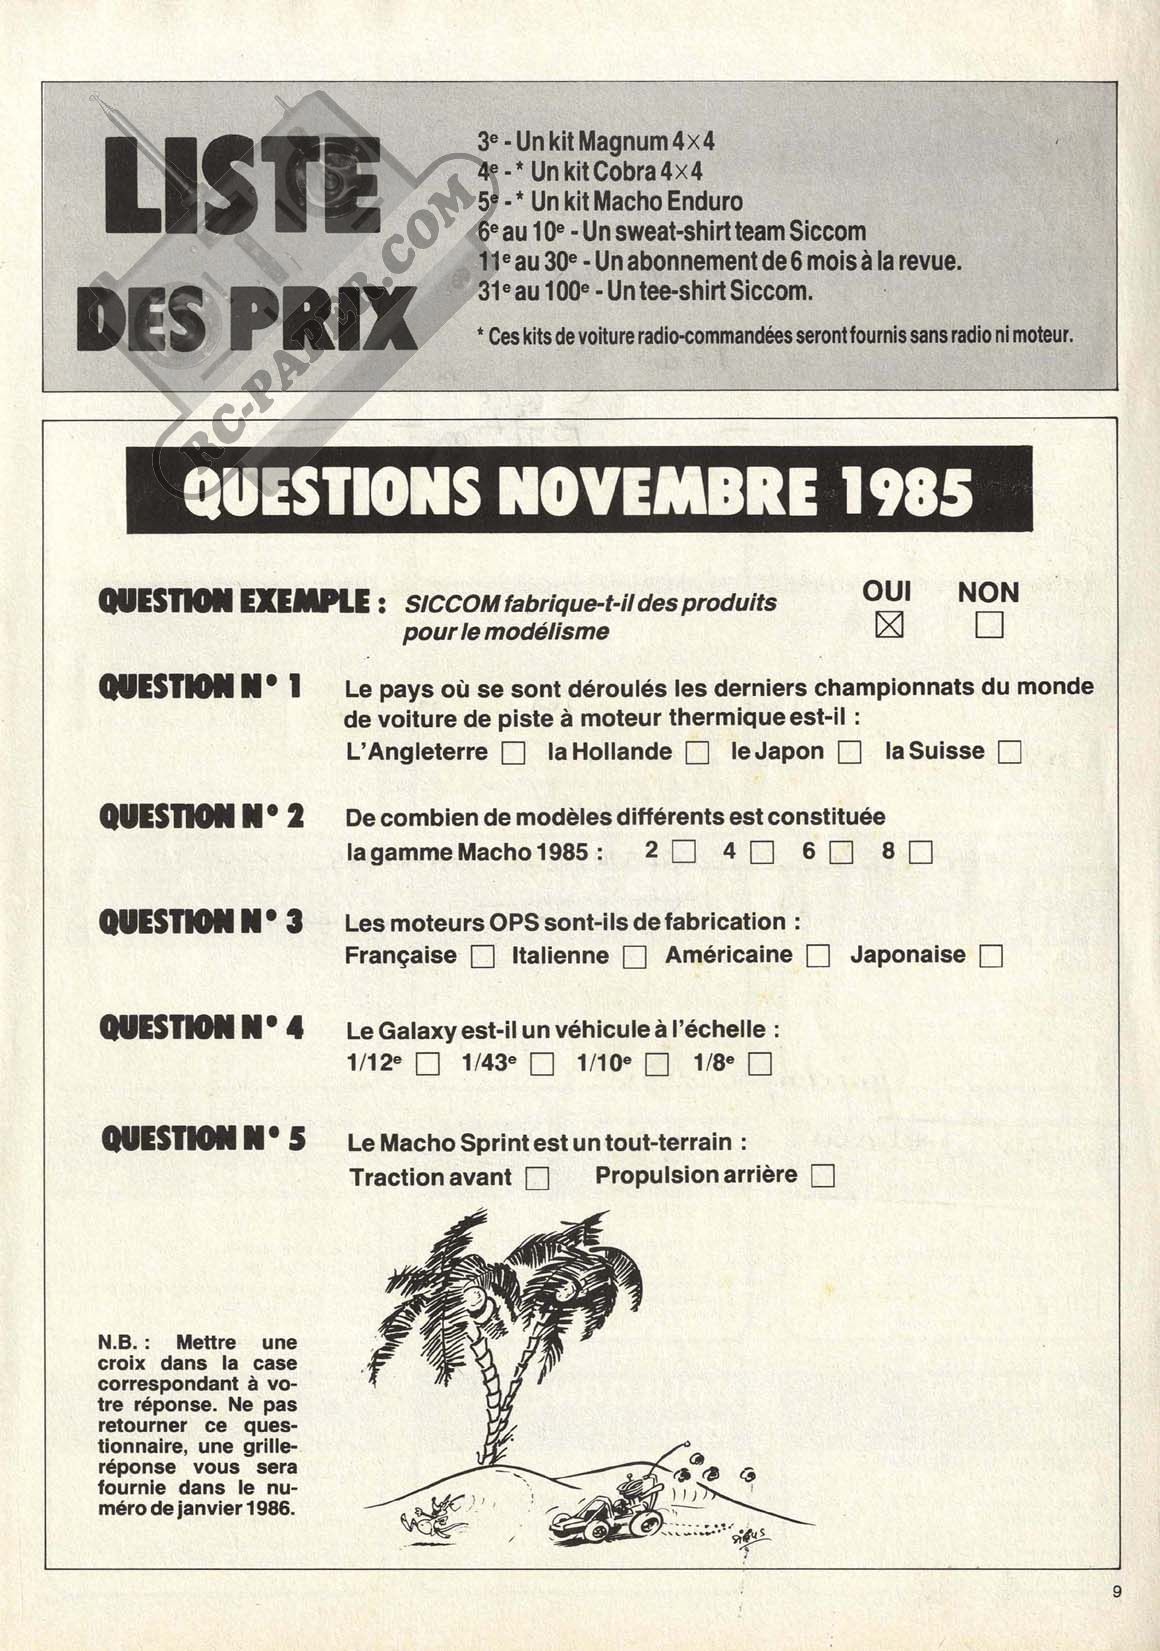 LISTE
DES PRIX
3e - Un kit Magnum 4×4
4e - * Un kit Cobra 4×4
5e - * Un kit Macho Enduro
6e au 10e - Un sweat-shirt team Siccom
11e au 30e - Un abonnement de 6 mois à la revue.
31e au 100e - Un tee-shirt Siccom.
* Ces kits de voiture radio-commandées seront fournis sans radio ni moteur.
RC-PAPER.COM
QUESTIONS NOVEMBRE 1985
QUESTION EXEMPLE : SICCOM fabrique-t-il des produits OUI NON
pour le modélisme
QUESTION N° 1 Le pays où se sont déroulés les derniers championnats du monde
de voiture de piste à moteur thermique est-il :
L'Angleterre la Hollande le Japon la Suisse
QUESTION N° 2 De combien de modèles différents est constituée
la gamme Macho 1985 : 2 4 6 8
QUESTION N° 3 Les moteurs OPS sont-ils de fabrication :
Française Italienne Américaine Japonaise
QUESTION N° 4 Le Galaxy est-il un véhicule à l'échelle :
1/12e 1/43e 1/10e 1/8e
QUESTION N° 5 Le Macho Sprint est un tout-terrain :
Traction avant Propulsion arrière
N.B. : Mettre une
croix dans la case
correspondant à vo-
tre réponse. Ne pas
retourner ce ques-
tionnaire, une grille-
réponse vous sera
fournie dans le nu-
méro de janvier 1986.
9